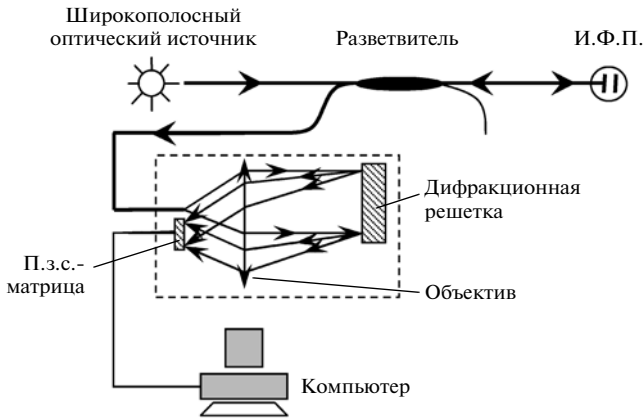 Широкополосный
оптический источник
Разветвитель
И.Ф.П.
Дифракционная
решетка
П.з.с.-
матрица
Объектив
Компьютер